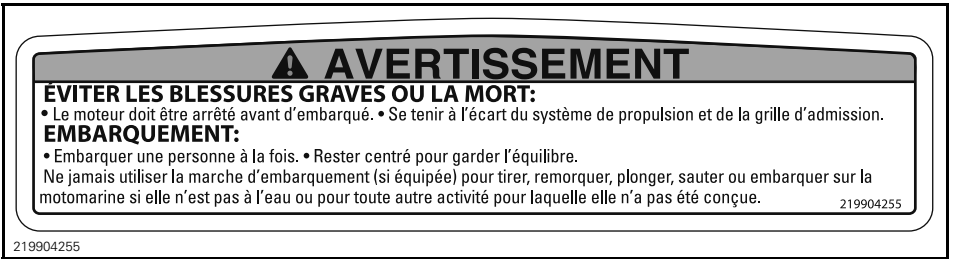 AVERTISSEMENT
ÉVITER LES BLESSURES GRAVES OU LA MORT:
• Le moteur doit être arrêté avant d'embarqué. • Se tenir à l'écart du système de propulsion et de la grille d'admission.
EMBARQUEMENT:
• Embarquer une personne à la fois. • Rester centré pour garder l'équilibre.
Ne jamais utiliser la marche d'embarquement (si équipée) pour tirer, remorquer, plonger, sauter ou embarquer sur la
motomarine si elle n'est pas à l'eau ou pour toute autre activité pour laquelle elle n'a pas été conçue.
219904255
219904255